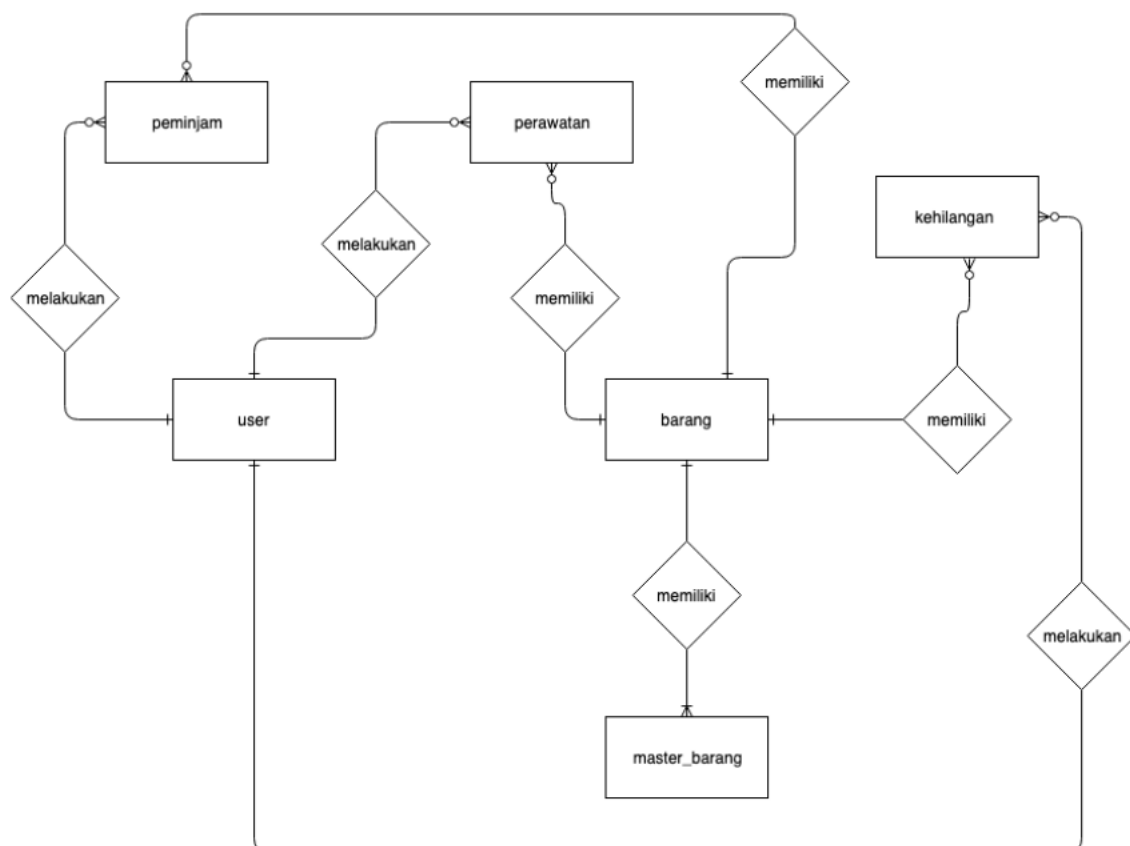 memiliki
peminjam
perawatan
kehilangan
melakukan
melakukan
memiliki
user
barang
memiliki
memiliki
melakukan
master_barang